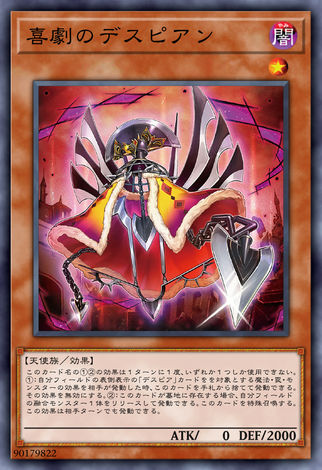 喜劇のデスピアン
闇
やみ
【天使族/効果】
このカード名の①②の効果は1ターンに1度、いずれか1つしか使用できない。
①:自分フィールドの表側表示の「デスピア」カードを対象とする魔法・罠・モ
ンスターの効果を相手が発動した時、このカードを手札から捨てて発動できる。
その効果を無効にする。②:このカードが墓地に存在する場合、自分フィールド
の融合モンスター1体をリリースして発動できる。このカードを特殊召喚する。
この効果は相手ターンでも発動できる。
ATK/ 0 DEF/2000
90179822